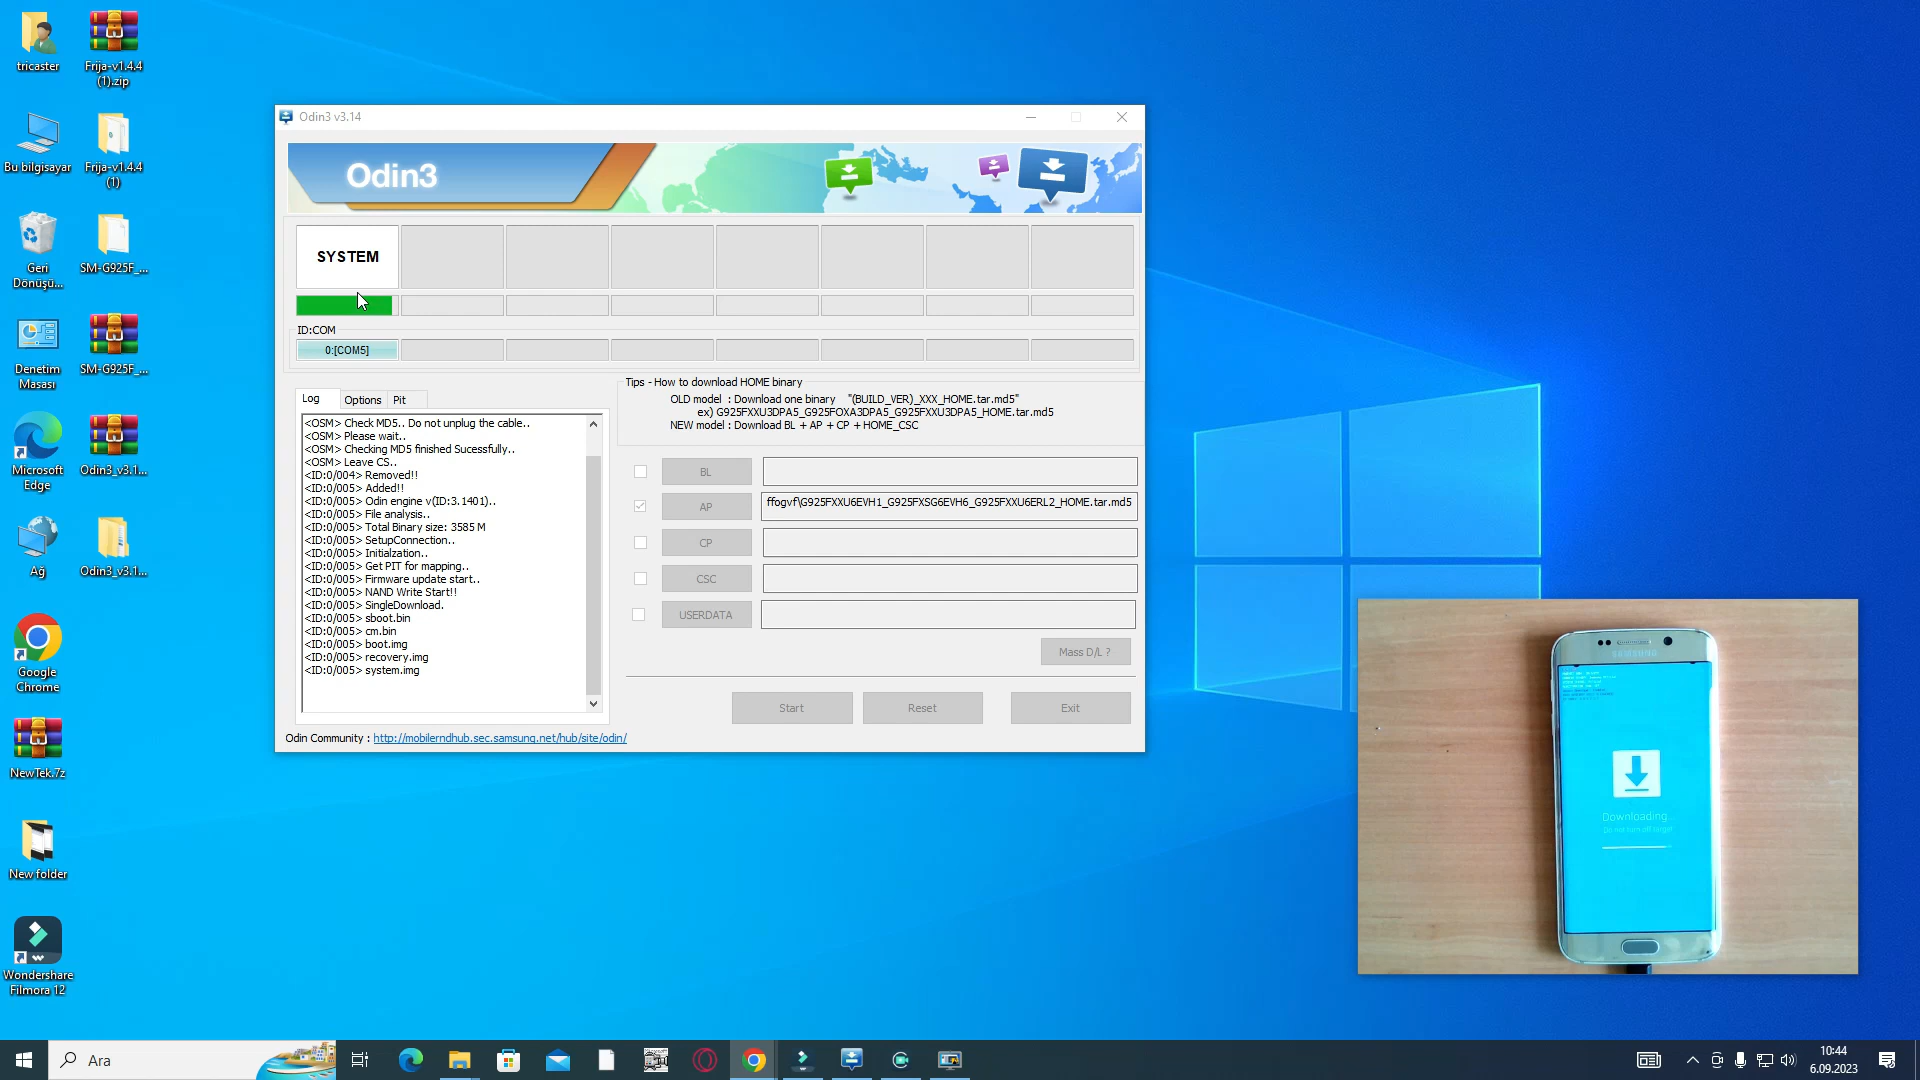 tricaster
Frija-v1.4.4
(1).zip
Bu bilgisayar
Frija-v1.4.4
(1)
Geri
Dönüşü...
SM-G925F_...
Denetim
Masası
SM-G925F_...
Microsoft
Edge
Odin3_v3.1...
Ağ
Odin3_v3.1...
Google
Chrome
NewTek.7z
New folder
Wondershare
Filmora 12
Odin3 v3.14
Odin3
SYSTEM
ID:COM
0:[COM5]
Log
Options
Pit
<OSM> Check MD5.. Do not unplug the cable..
<OSM> Please wait..
<OSM> Checking MD5 finished Sucessfully..
<OSM> Leave CS..
<ID:0/004> Removed!!
<ID:0/005> Added!!
<ID:0/005> Odin engine v(ID:3.1401)..
<ID:0/005> File analysis..
<ID:0/005> Total Binary size: 3585 M
<ID:0/005> SetupConnection..
<ID:0/005> Initialzation..
<ID:0/005> Get PIT for mapping..
<ID:0/005> Firmware update start..
<ID:0/005> NAND Write Start!!
<ID:0/005> SingleDownload.
<ID:0/005> sboot.bin
<ID:0/005> cm.bin
<ID:0/005> boot.img
<ID:0/005> recovery.img
<ID:0/005> system.img
Tips - How to download HOME binary
OLD model : Download one binary "(BUILD_VER)_XXX_HOME.tar.md5"
ex) G925FXXU3DPA5_G925FOXA3DPA5_G925FXXU3DPA5_HOME.tar.md5
NEW model : Download BL + AP + CP + HOME_CSC
BL
AP
ffogvf\G925FXXU6EVH1_G925FXSG6EVH6_G925FXXU6ERL2_HOME.tar.md5
CP
CSC
USERDATA
Mass D/L ?
Start
Reset
Exit
Odin Community : http://mobilerndhub.sec.samsung.net/hub/site/odin/
SAMSUNG
Downloading...
Do not turn off target
Ara
10:44
6.09.2023